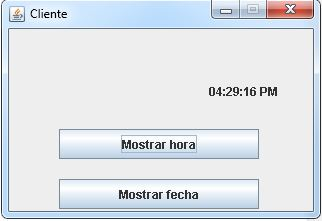 Cliente
04:29:16 PM
Mostrar hora
Mostrar fecha